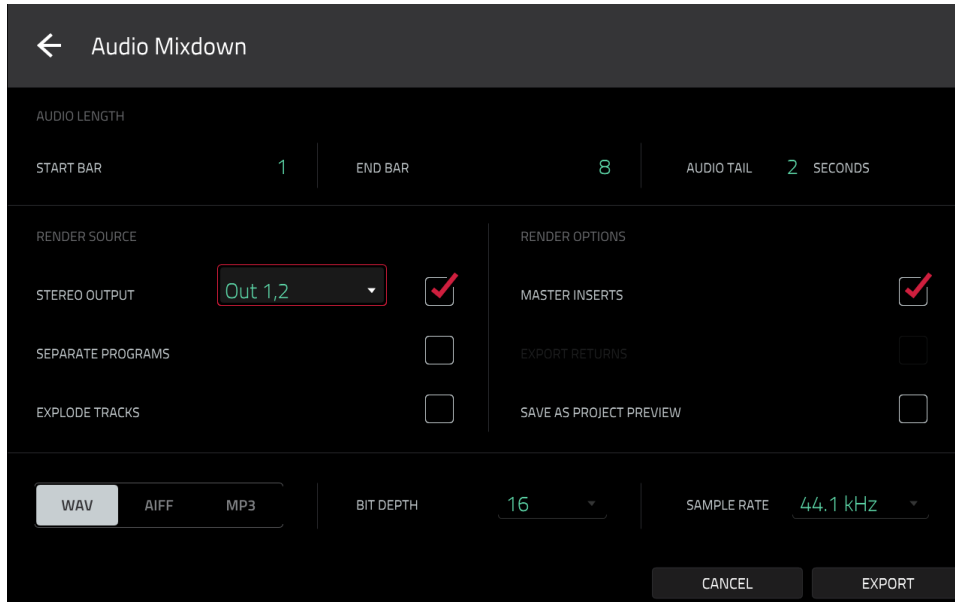 Audio Mixdown
AUDIO LENGTH
START BAR 1 END BAR 8 AUDIO TAIL 2 SECONDS
RENDER SOURCE RENDER OPTIONS
STEREO OUTPUT Out 1,2 MASTER INSERTS
SEPARATE PROGRAMS EXPORT RETURNS
EXPLODE TRACKS SAVE AS PROJECT PREVIEW
WAV AIFF MP3 BIT DEPTH 16 SAMPLE RATE 44.1 kHz
CANCEL EXPORT